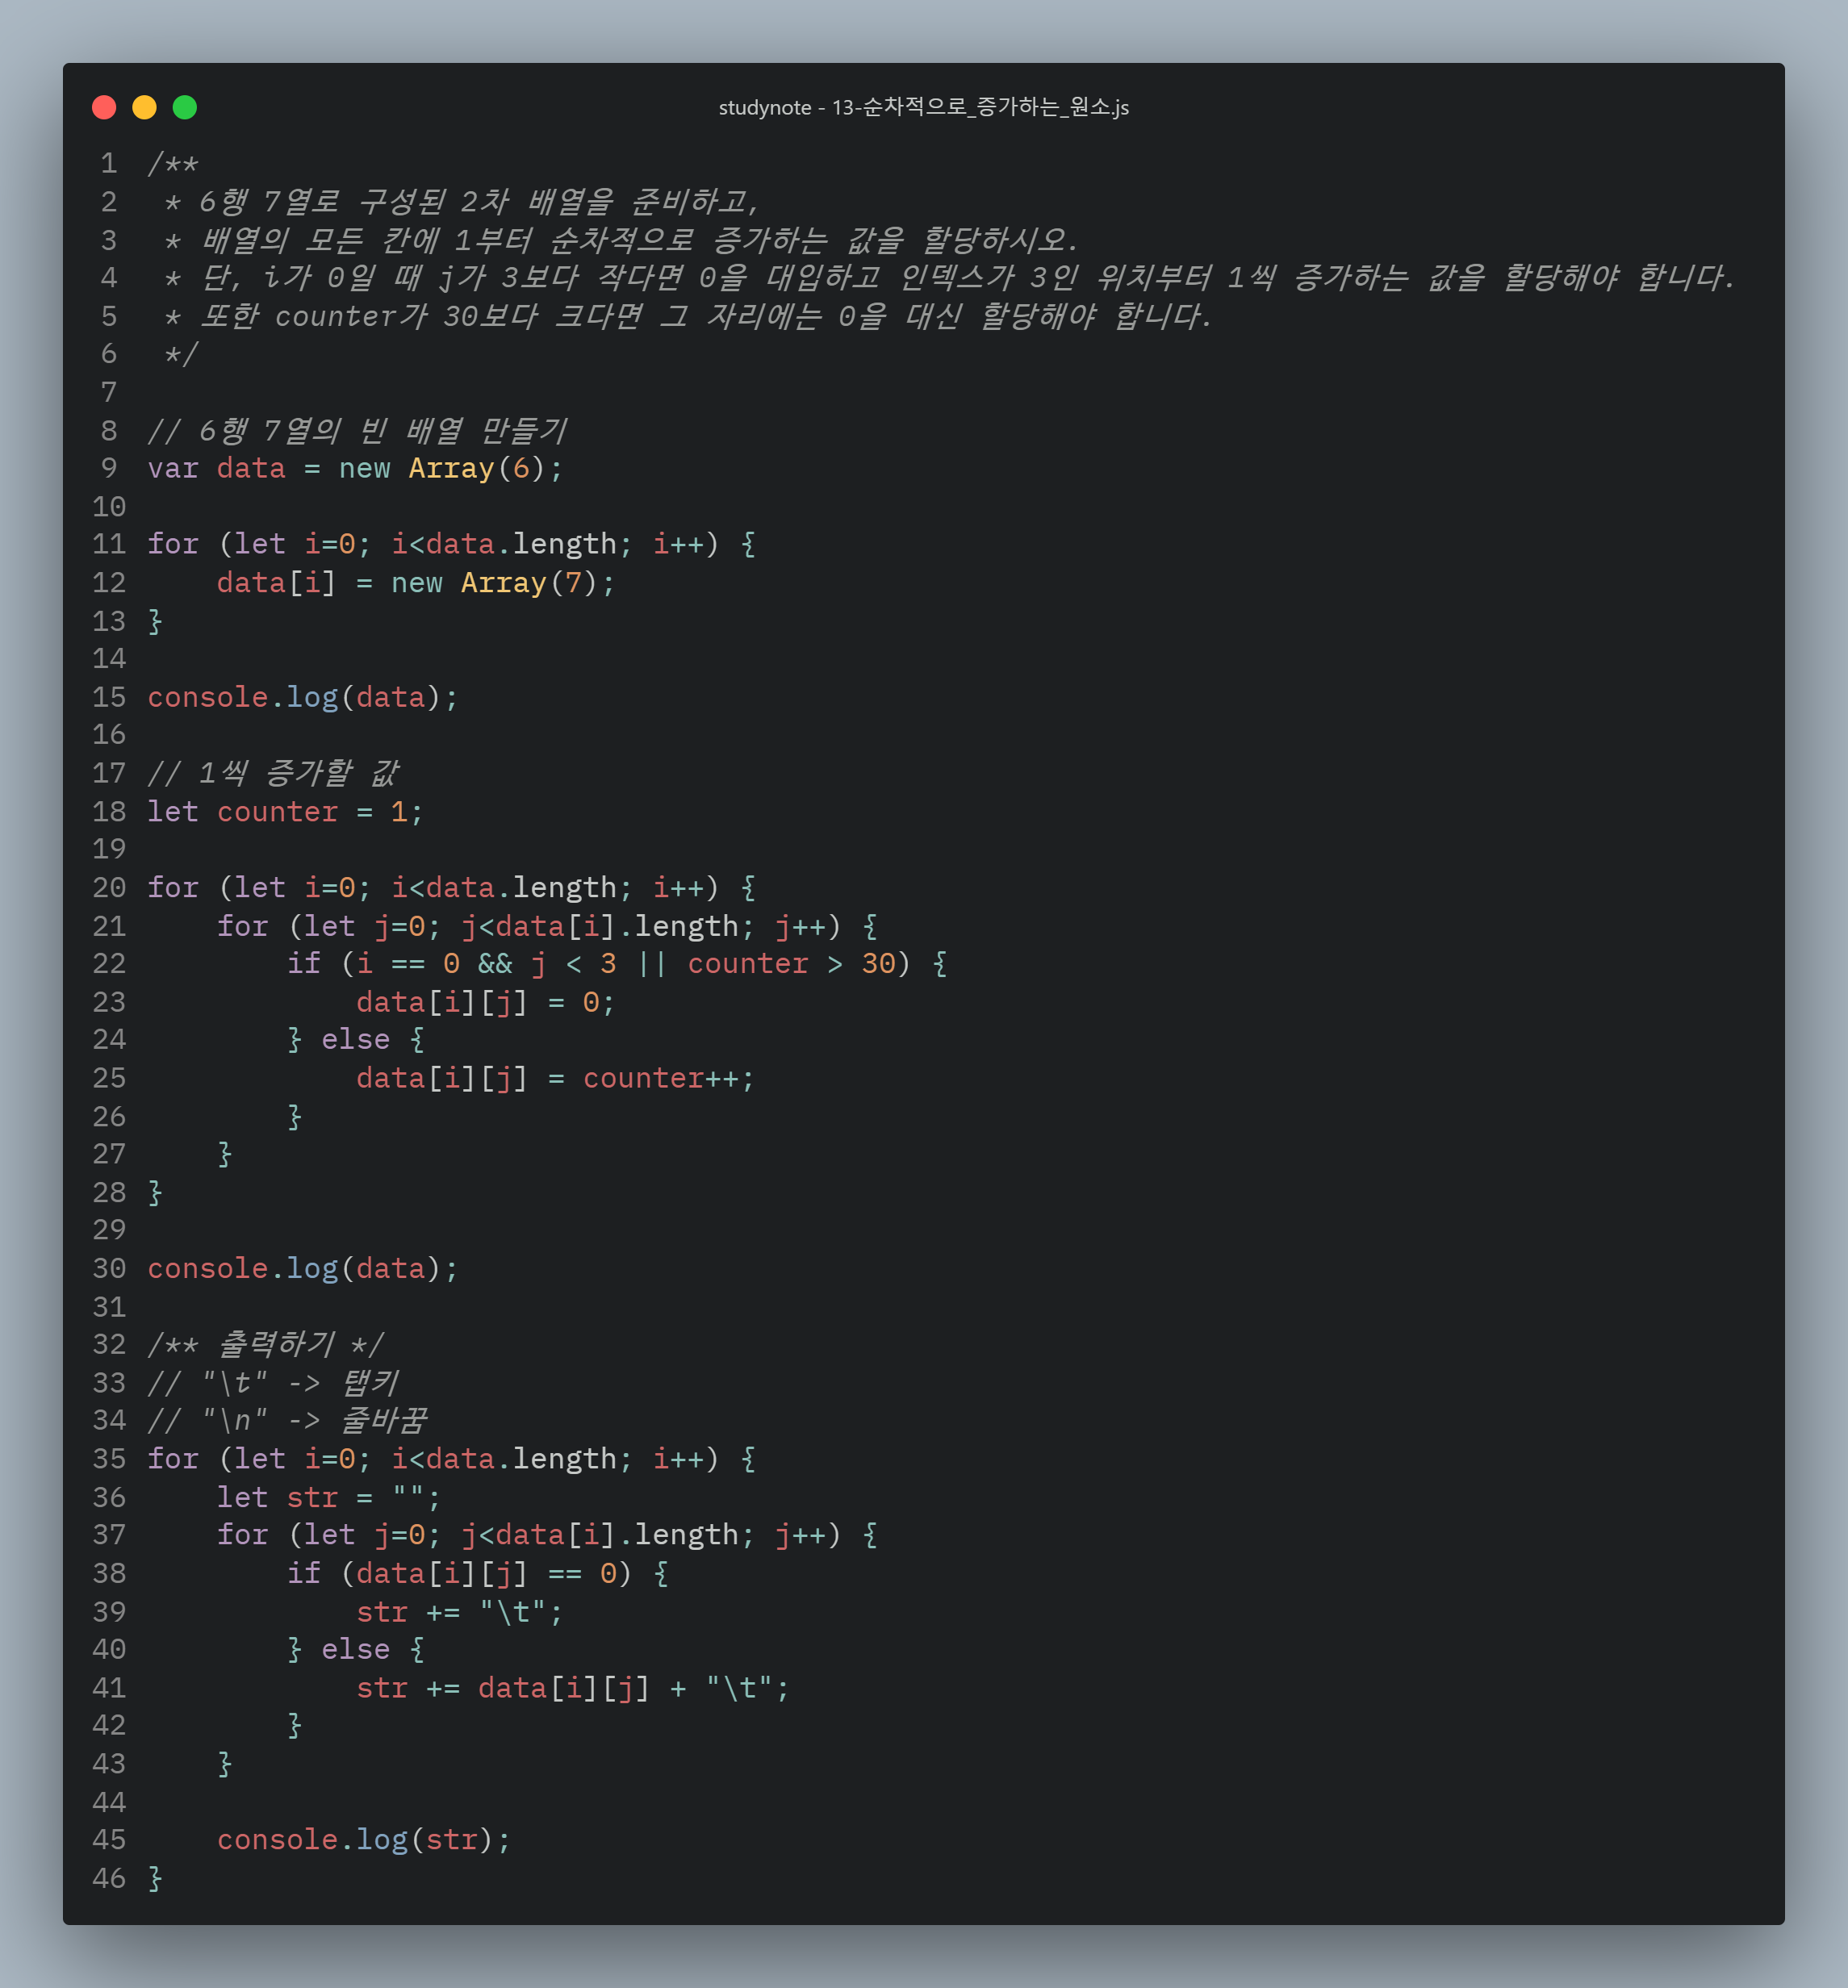 studynote - 13-순차적으로_증가하는_원소.js
1 /**
2  * 6행 7열로 구성된 2차 배열을 준비하고,
3  * 배열의 모든 칸에 1부터 순차적으로 증가하는 값을 할당하시오.
4  * 단, i가 0일 때 j가 3보다 작다면 0을 대입하고 인덱스가 3인 위치부터 1씩 증가하는 값을 할당해야 합니다.
5  * 또한 counter가 30보다 크다면 그 자리에는 0을 대신 할당해야 합니다.
6  */
7
8 // 6행 7열의 빈 배열 만들기
9 var data = new Array(6);
10
11 for (let i=0; i<data.length; i++) {
12     data[i] = new Array(7);
13 }
14
15 console.log(data);
16
17 // 1씩 증가할 값
18 let counter = 1;
19
20 for (let i=0; i<data.length; i++) {
21     for (let j=0; j<data[i].length; j++) {
22         if (i == 0 && j < 3 || counter > 30) {
23             data[i][j] = 0;
24         } else {
25             data[i][j] = counter++;
26         }
27     }
28 }
29
30 console.log(data);
31
32 /** 출력하기 */
33 // "\t" -> 탭키
34 // "\n" -> 줄바꿈
35 for (let i=0; i<data.length; i++) {
36     let str = "";
37     for (let j=0; j<data[i].length; j++) {
38         if (data[i][j] == 0) {
39             str += "\t";
40         } else {
41             str += data[i][j] + "\t";
42         }
43     }
44
45     console.log(str);
46 }